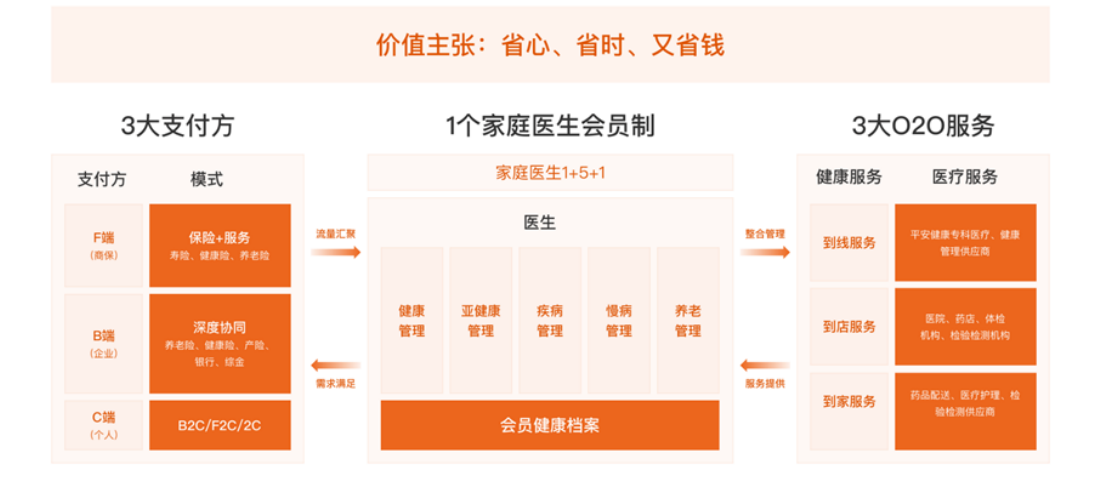 价值主张：省心、省时、又省钱
3大支付方
支付方
模式
F端
(商保)
保险+服务
寿险、健康险、养老险
B端
(企业)
深度协同
养老险、健康险、产险、
银行、综金
C端
(个人)
B2C/F2C/2C
流量汇聚
需求满足
1个家庭医生会员制
家庭医生1+5+1
医生
健康
管理
亚健康
管理
疾病
管理
慢病
管理
养老
管理
会员健康档案
整合管理
服务提供
3大O2O服务
健康服务
医疗服务
到线服务
平安健康专科医疗、健康
管理供应商
到店服务
医院、药店、体检
机构、检验检测机构
到家服务
药品配送、医疗护理、检
验检测供应商